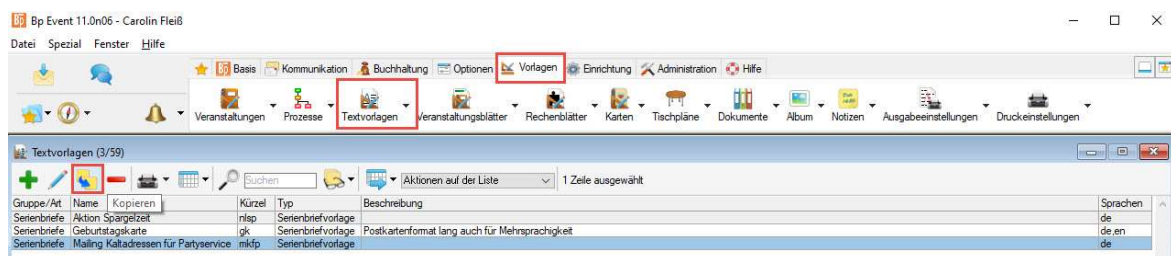 Bp Bp Event 11.0n06 - Carolin Fleiß
Datei Spezial Fenster Hilfe
Bp Basis Kommunikation Buchhaltung Optionen Vorlagen Einrichtung Administration Hilfe
Veranstaltungen Prozesse Textvorlagen Veranstaltungsblätter Rechenblätter Karten Tischpläne Dokumente Album Notizen Ausgabeeinstellungen Druckeinstellungen
Textvorlagen (3/59)
Suchen Aktionen auf der Liste 1 Zeile ausgewählt
Gruppe/Art Name Kopieren Kürzel Typ Beschreibung Sprachen
Serienbriefe Aktion Spargelzeit nlsp Serienbriefvorlage de
Serienbriefe Geburtstagskarte gk Serienbriefvorlage Postkartenformat lang auch für Mehrsprachigkeit de,en
Serienbriefe Mailing Kaltadressen für Partyservice mkfp Serienbriefvorlage de